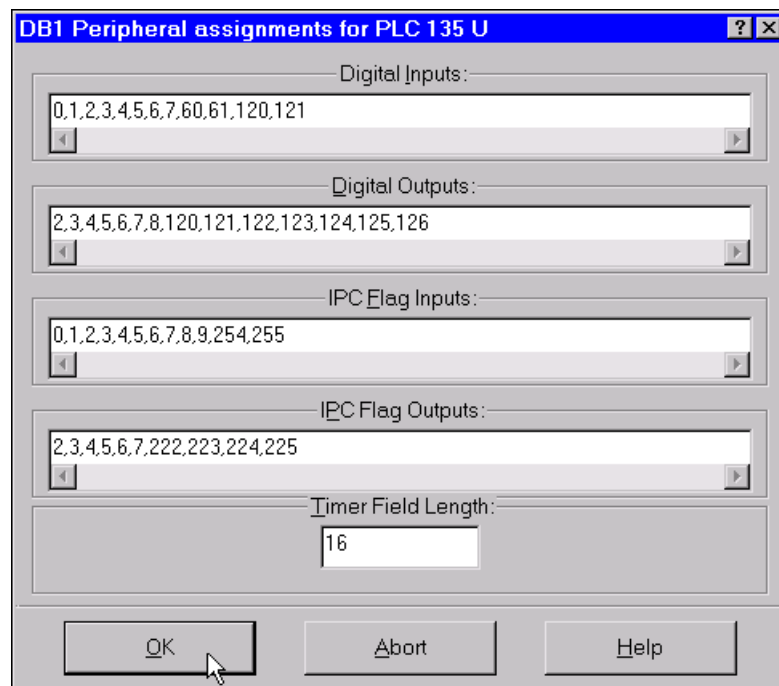 DB1 Peripheral assignments for PLC 135 U
Digital Inputs:
0,1,2,3,4,5,6,7,60,61,120,121
Digital Outputs:
2,3,4,5,6,7,8,120,121,122,123,124,125,126
IPC Flag Inputs:
0,1,2,3,4,5,6,7,8,9,254,255
IPC Flag Outputs:
2,3,4,5,6,7,222,223,224,225
Timer Field Length:
16
OK Abort Help